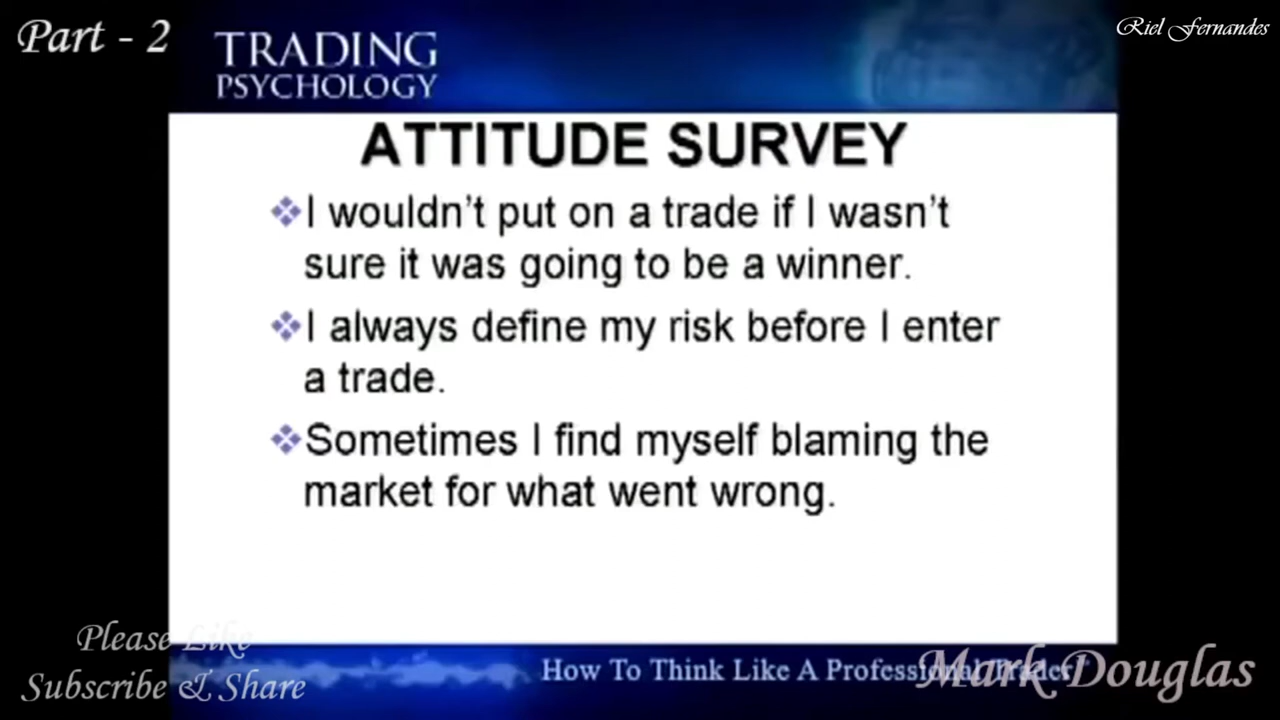 Part - 2
Riel Fernandes
TRADING
PSYCHOLOGY
ATTITUDE SURVEY
I wouldn't put on a trade if I wasn't
sure it was going to be a winner.
I always define my risk before I enter
a trade.
Sometimes I find myself blaming the
market for what went wrong.
Please Like
Subscribe & Share
How To Think Like A Professional Trader
Mark Douglas